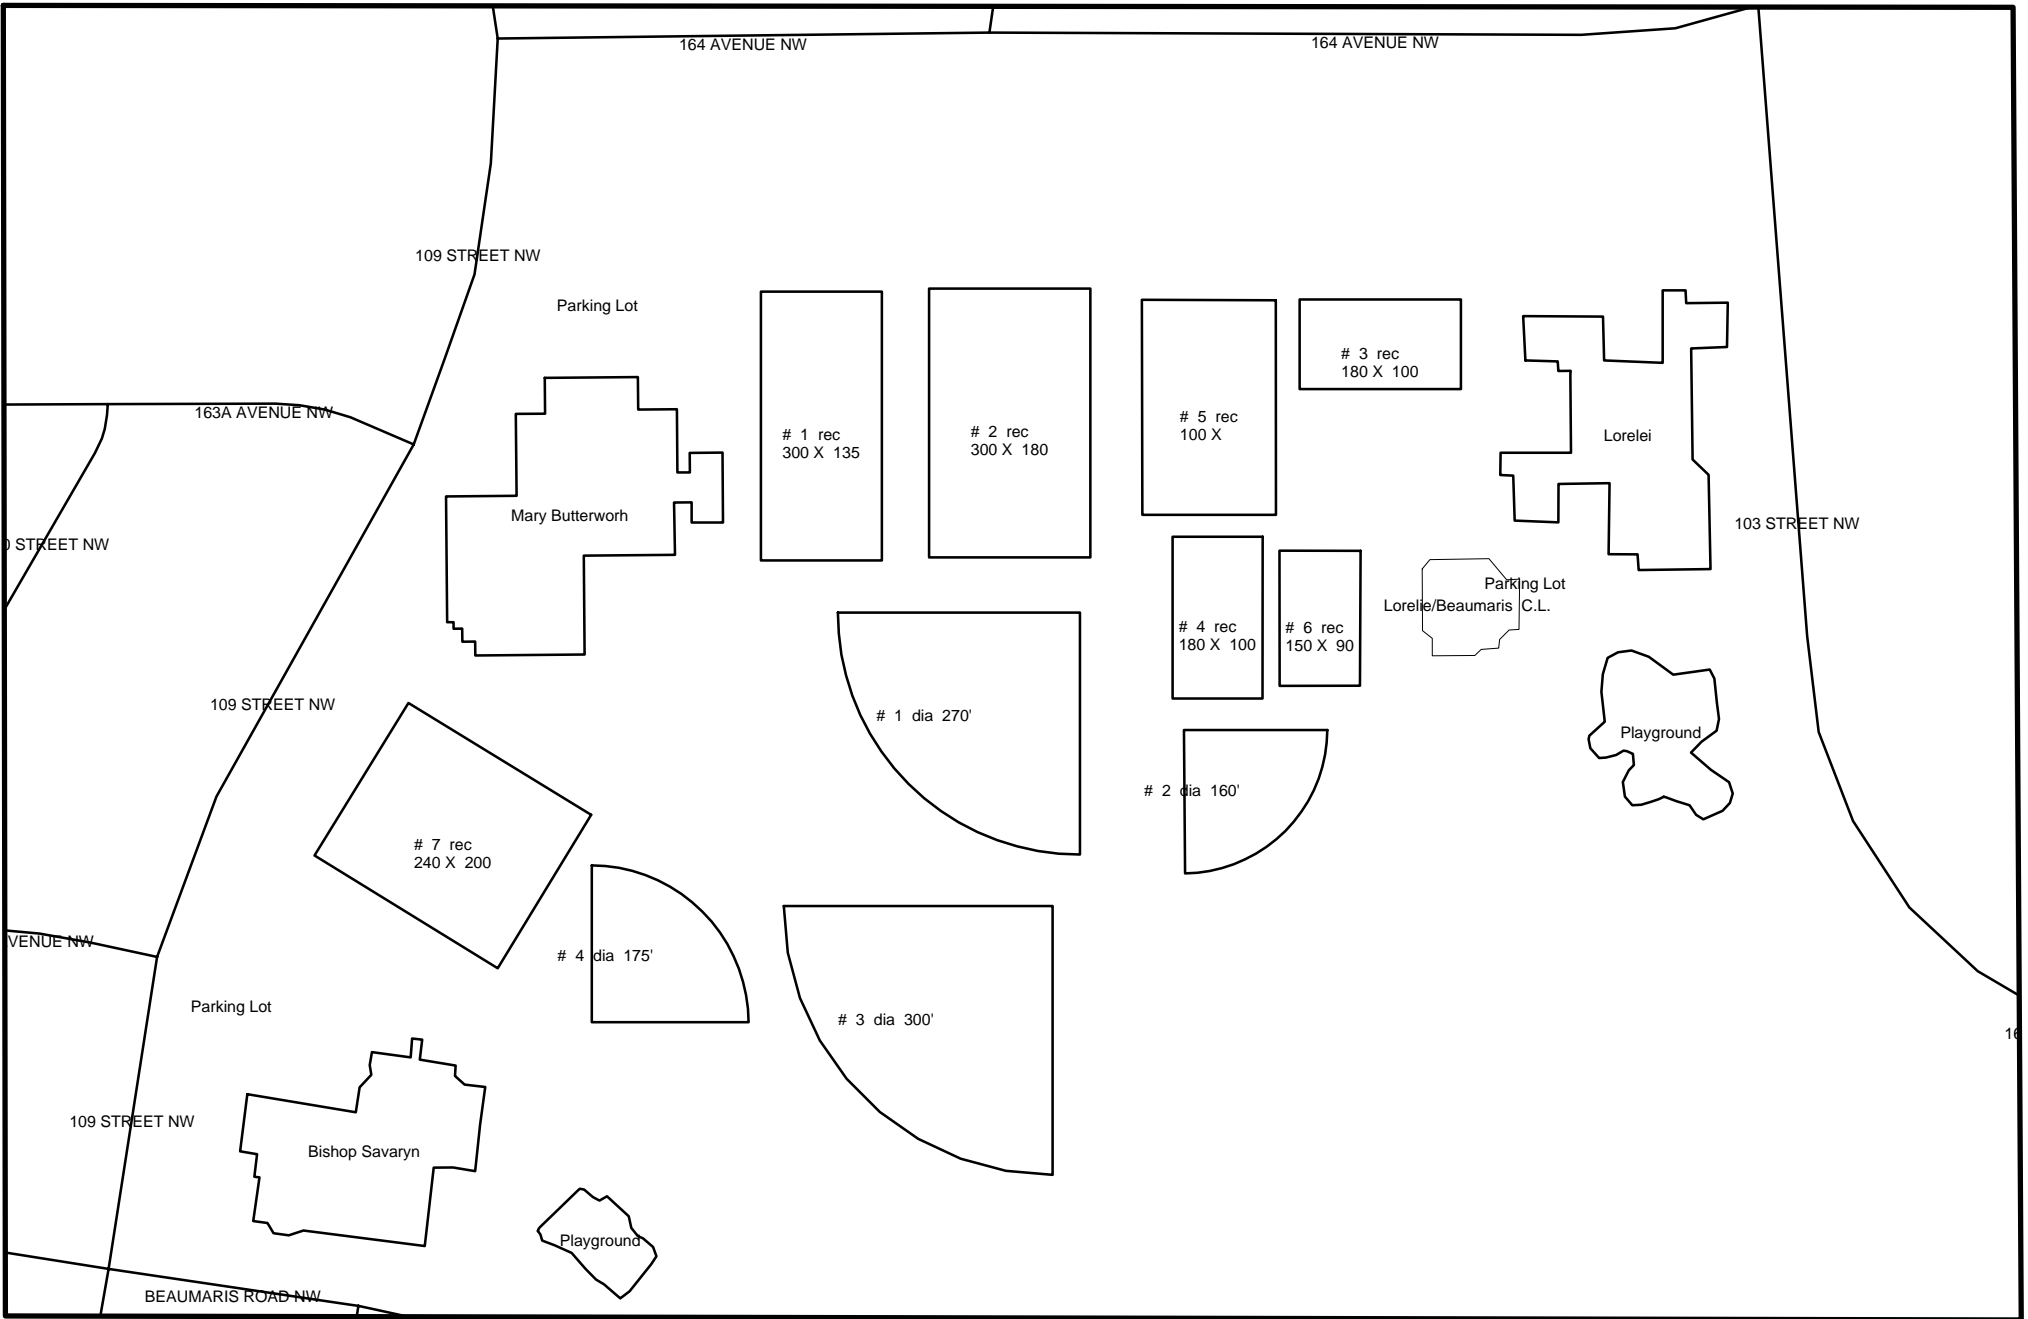 164 AVENUE NW
164 AVENUE NW
109 STREET NW
Parking Lot
# 3 rec
180 X 100
163A AVENUE NW
# 5 rec
100 X
# 1 rec
300 X 135
# 2 rec
300 X 180
Lorelei
Mary Butterworh
103 STREET NW
STREET NW
Parking Lot
Lorelie/Beaumaris C.L.
# 4 rec
180 X 100
# 6 rec
150 X 90
109 STREET NW
# 1 dia 270'
Playground
# 2 dia 160'
# 7 rec
240 X 200
VENUE NW
# 4 dia 175'
Parking Lot
# 3 dia 300'
109 STREET NW
Bishop Savaryn
Playground
BEAUMARIS ROAD NW